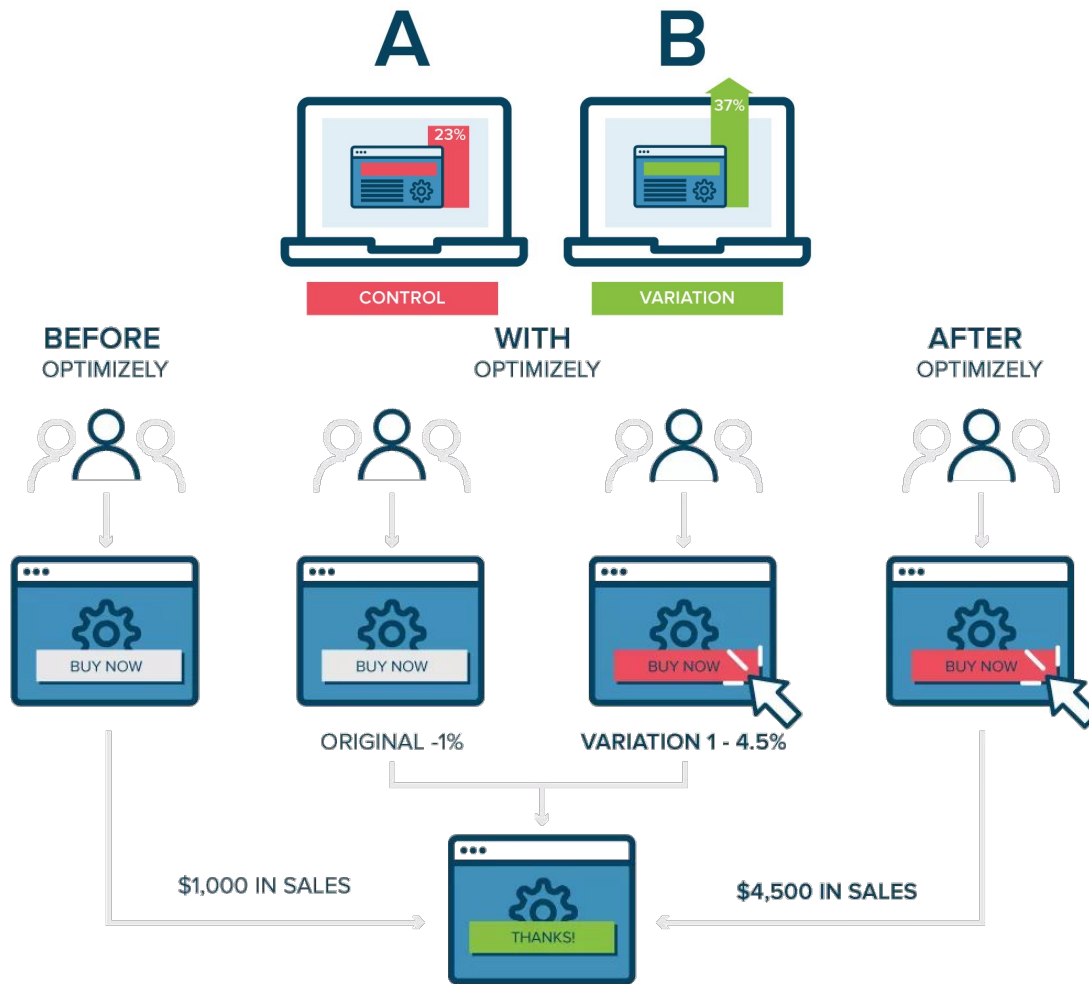 A
B
23%
37%
CONTROL
VARIATION
BEFORE
OPTIMIZELY
WITH
OPTIMIZELY
AFTER
OPTIMIZELY
BUY NOW
BUY NOW
BUY NOW
BUY NOW
ORIGINAL -1%
VARIATION 1 - 4.5%
$1,000 IN SALES
$4,500 IN SALES
THANKS!